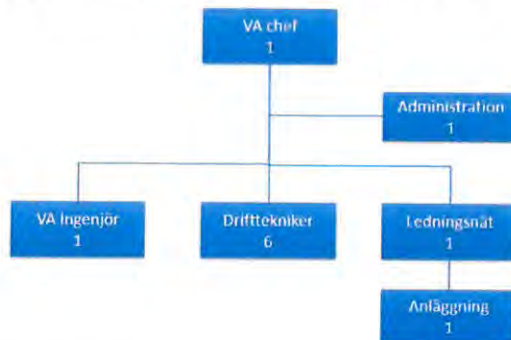 VA chef
1
Administration
1
VA Ingenjör
1
Drifttekniker
6
Ledningsnät
1
Anläggning
1